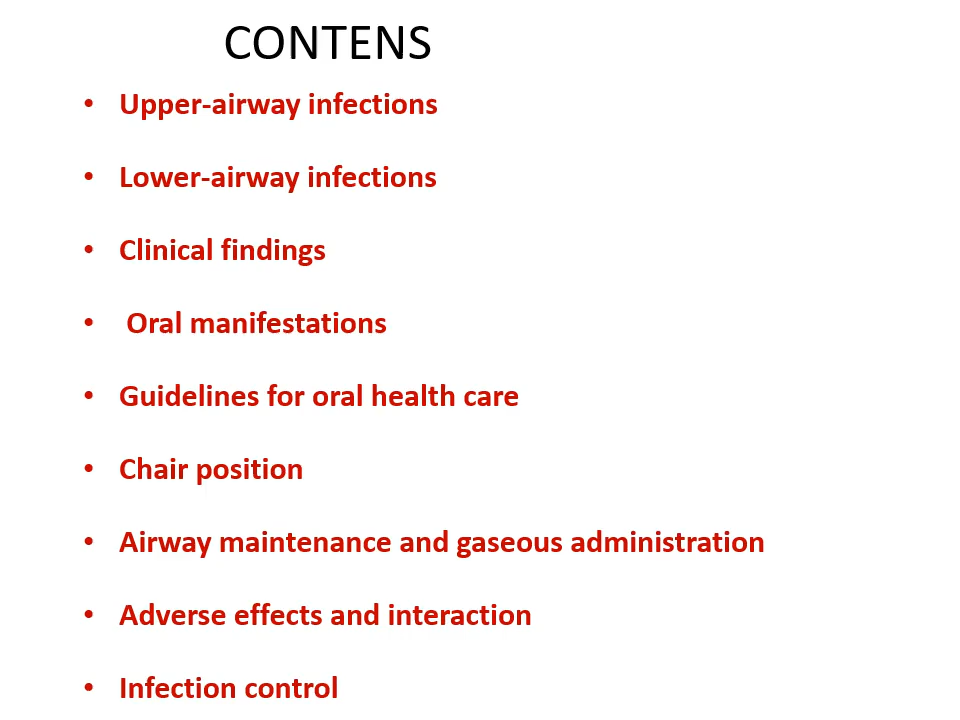 CONTENS
• Upper-airway infections
• Lower-airway infections
• Clinical findings
• Oral manifestations
• Guidelines for oral health care
• Chair position
• Airway maintenance and gaseous administration
• Adverse effects and interaction
• Infection control